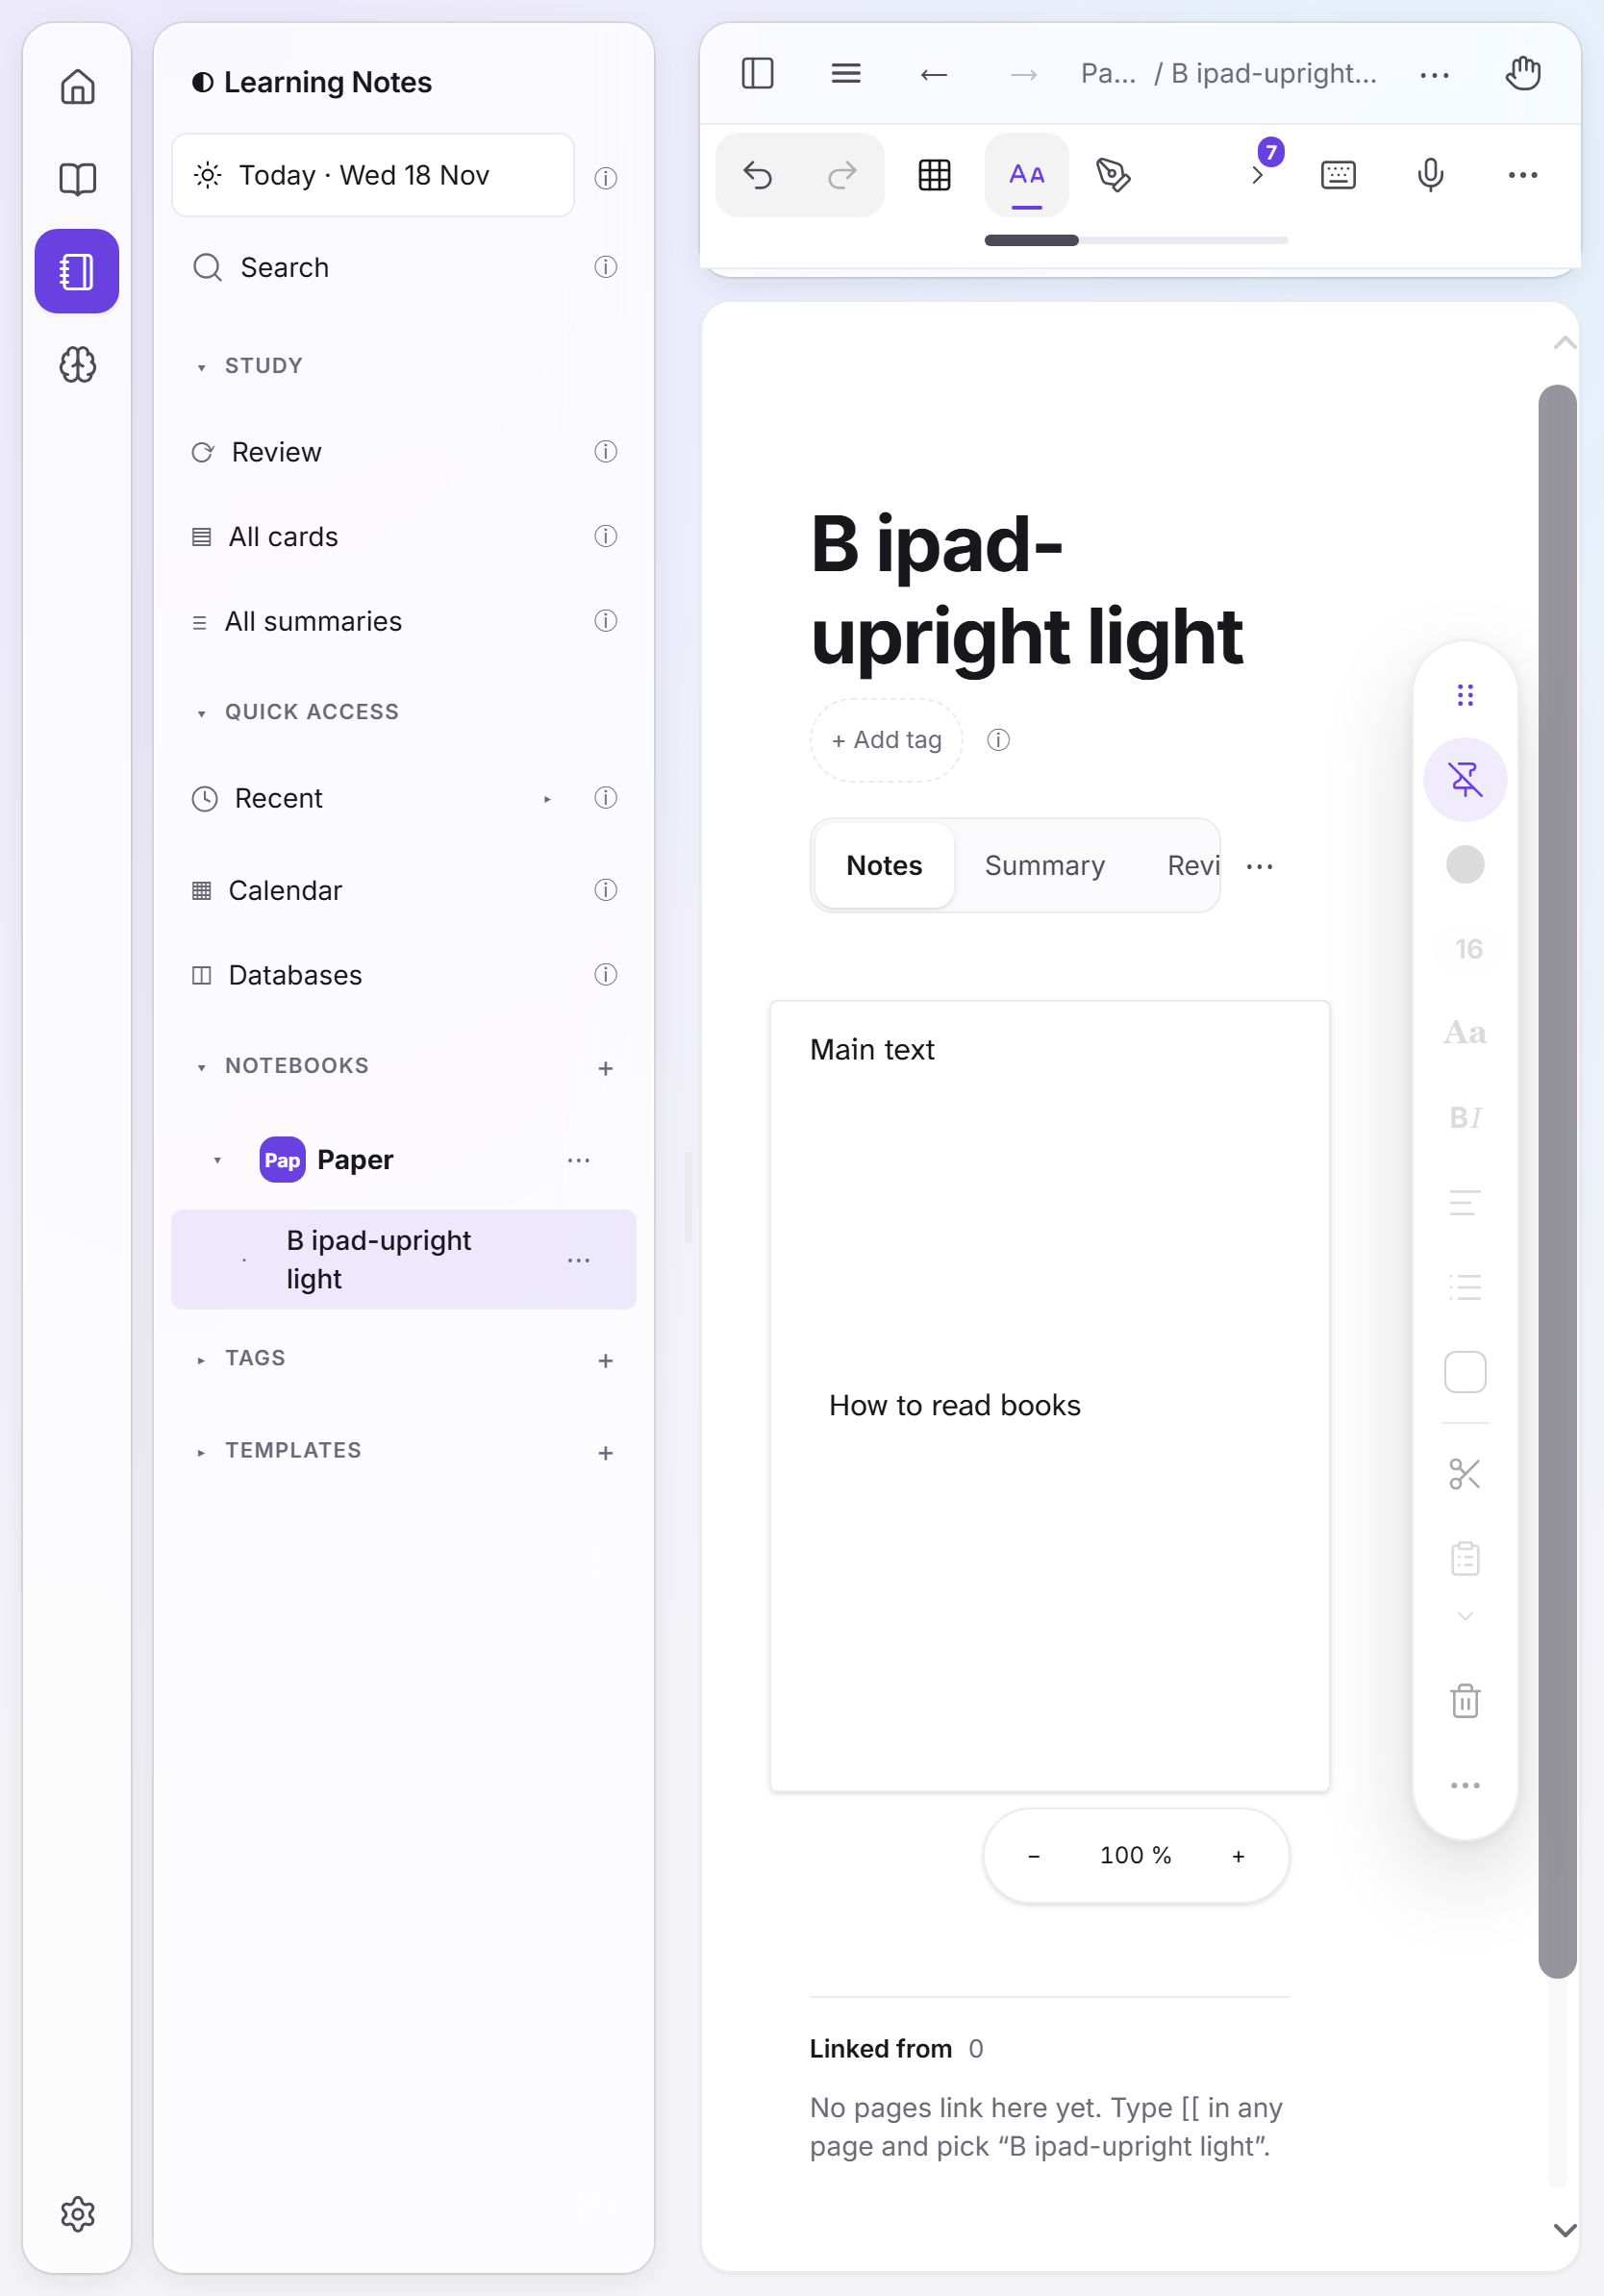 Learning Notes
Today · Wed 18 Nov
Search
STUDY
Review
All cards
All summaries
QUICK ACCESS
Recent
Calendar
Databases
NOTEBOOKS
Pap Paper
B ipad-upright
light
TAGS
TEMPLATES
Pa... / B ipad-upright...
AA
7
B ipad-
upright light
+ Add tag
Notes Summary Revi
Main text
How to read books
16
Aa
BI
− 100 % +
Linked from 0
No pages link here yet. Type [[ in any
page and pick “B ipad-upright light”.